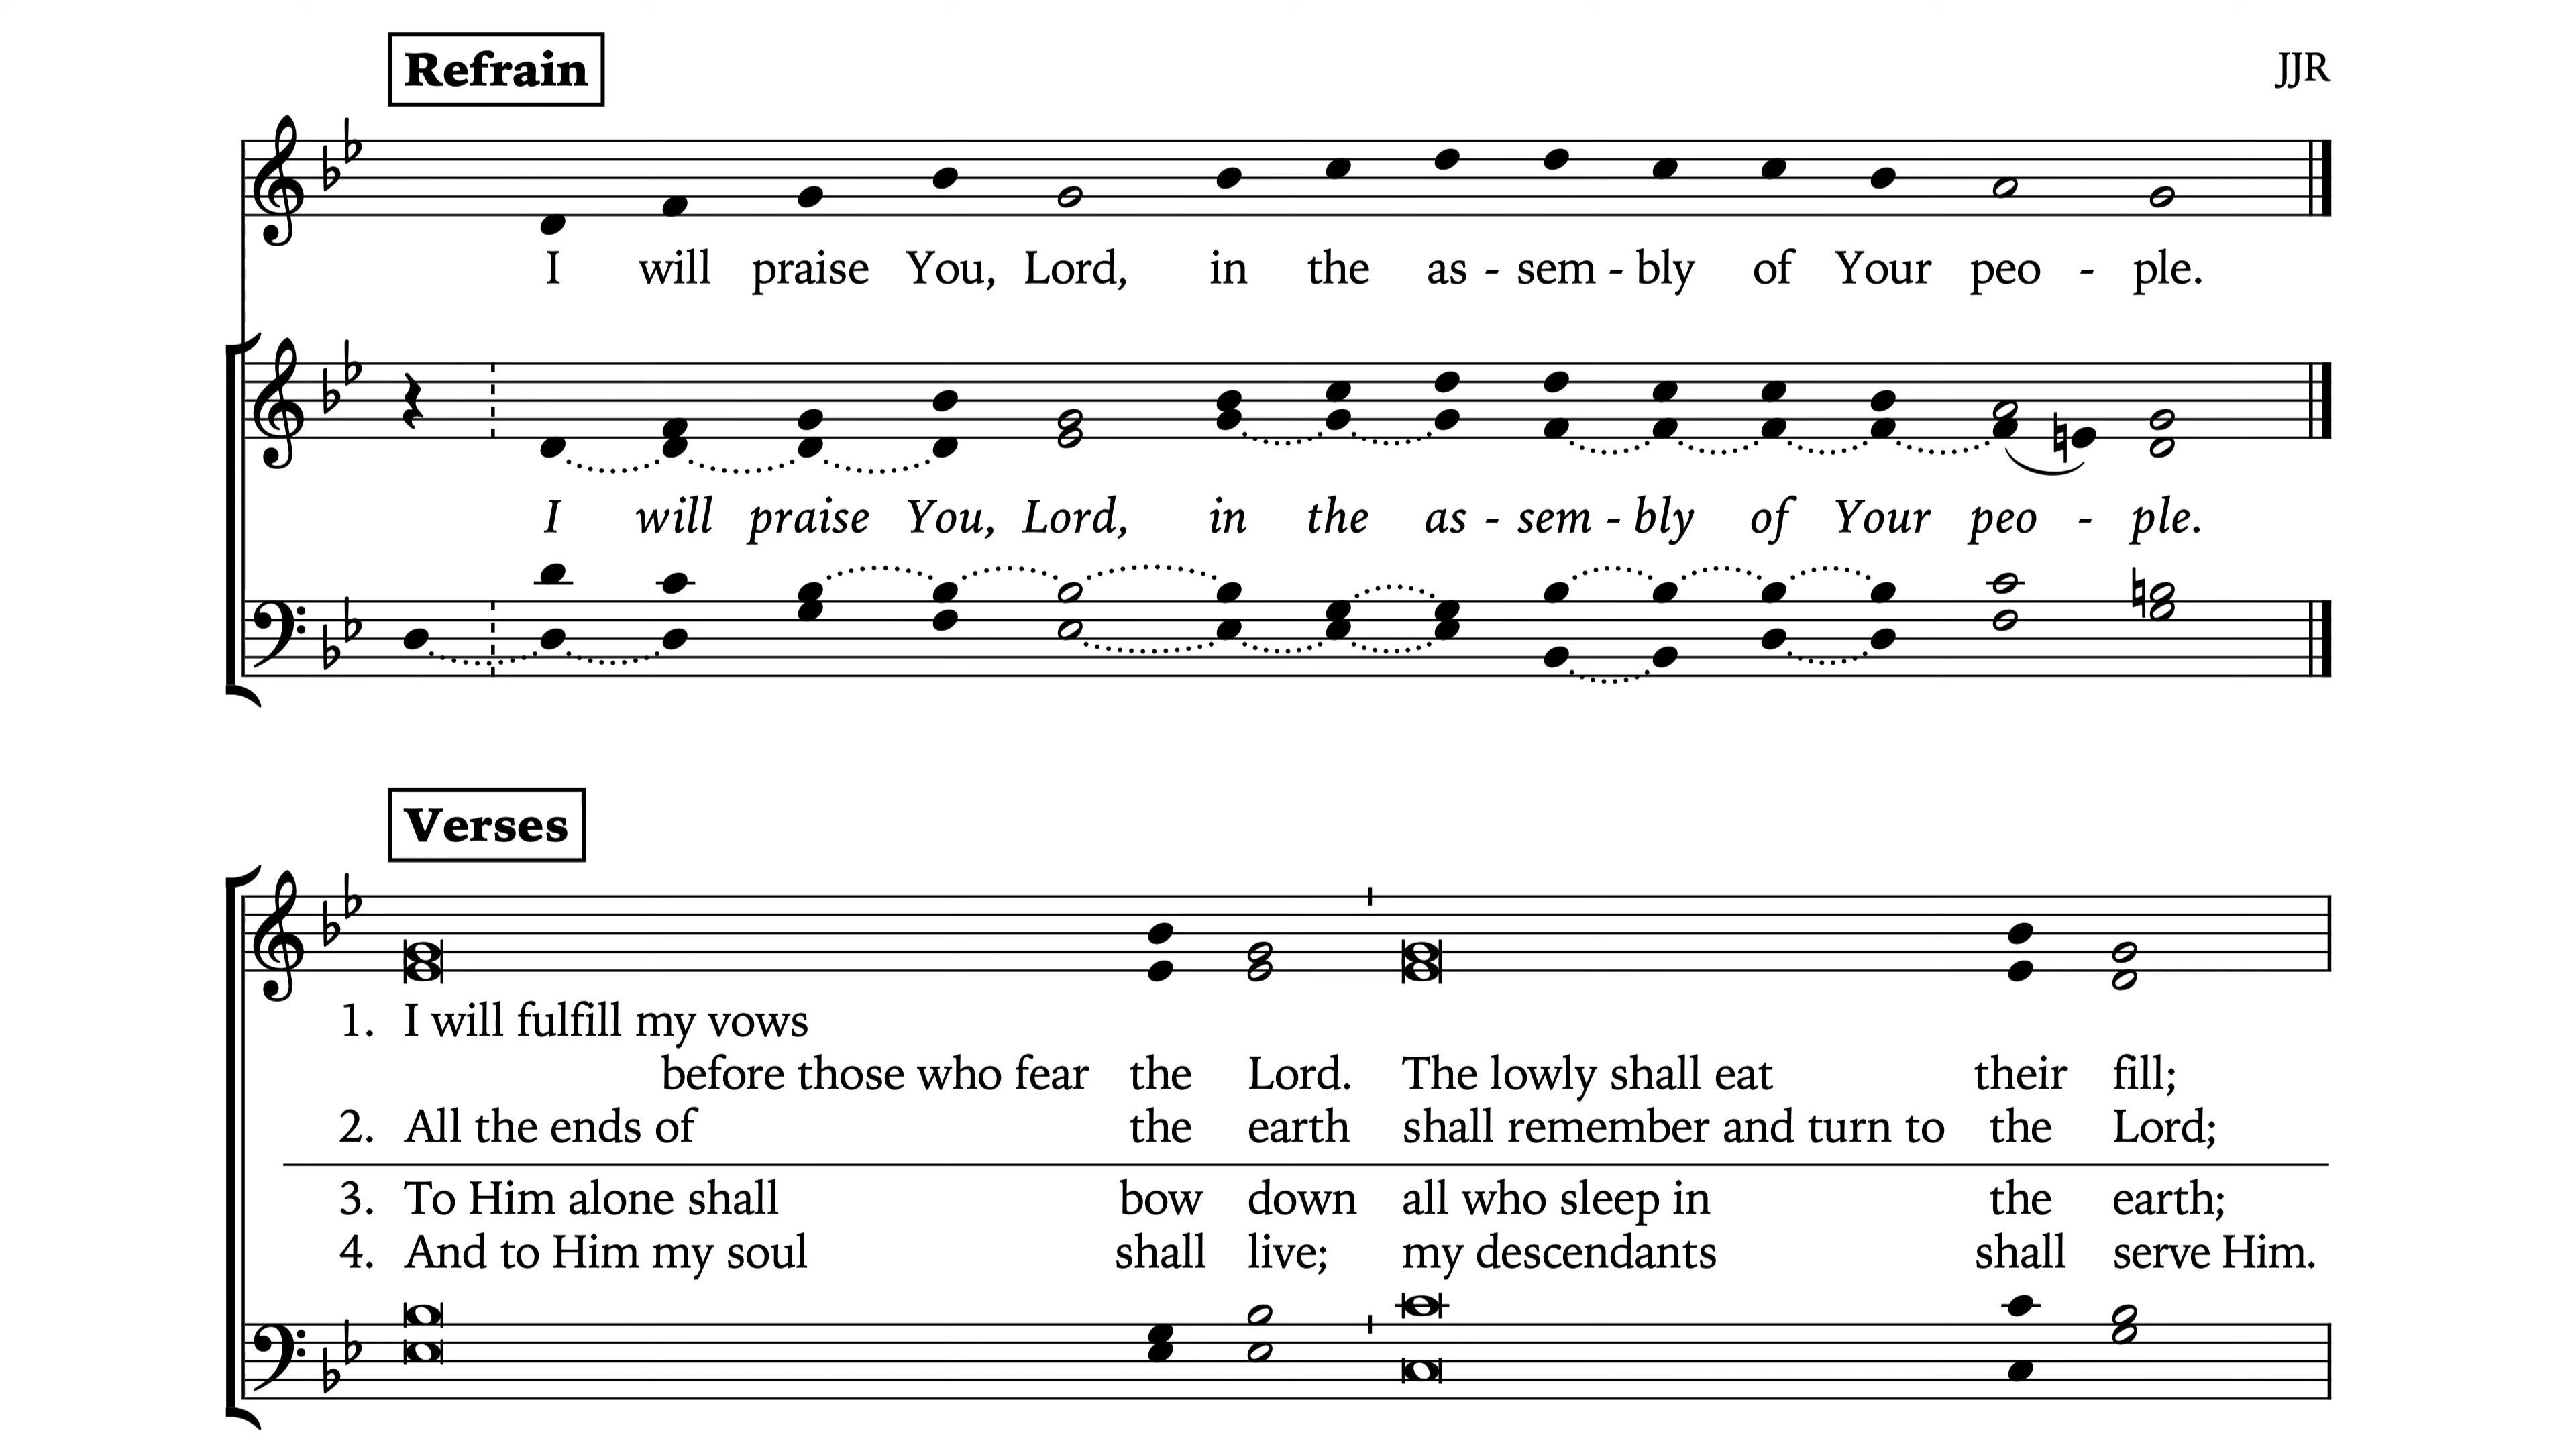 Refrain
JJR
I will praise You, Lord, in the as - sem - bly of Your peo - ple.
I will praise You, Lord, in the as - sem - bly of Your peo - ple.
Verses
1. I will fulfill my vows
before those who fear the Lord. The lowly shall eat their fill;
2. All the ends of the earth shall remember and turn to the Lord;
3. To Him alone shall bow down all who sleep in the earth;
4. And to Him my soul shall live; my descendants shall serve Him.